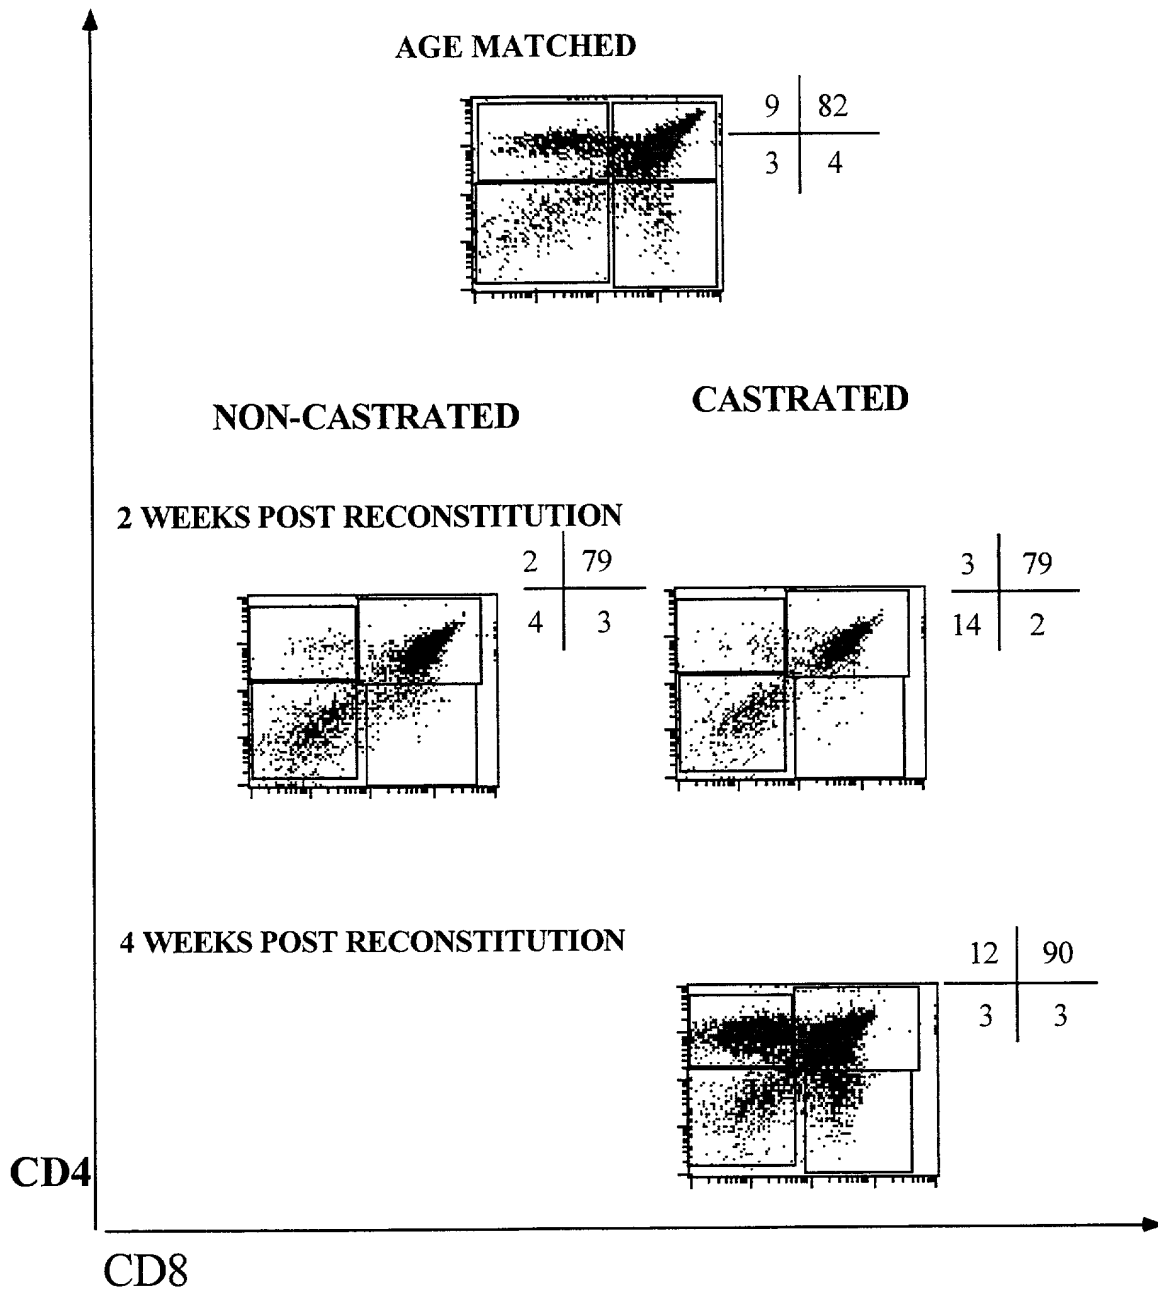 AGE MATCHED
9 82
3 4
NON-CASTRATED
CASTRATED
2 WEEKS POST RECONSTITUTION
2 79
4 3
3 79
14 2
4 WEEKS POST RECONSTITUTION
12 90
3 3
CD4
CD8